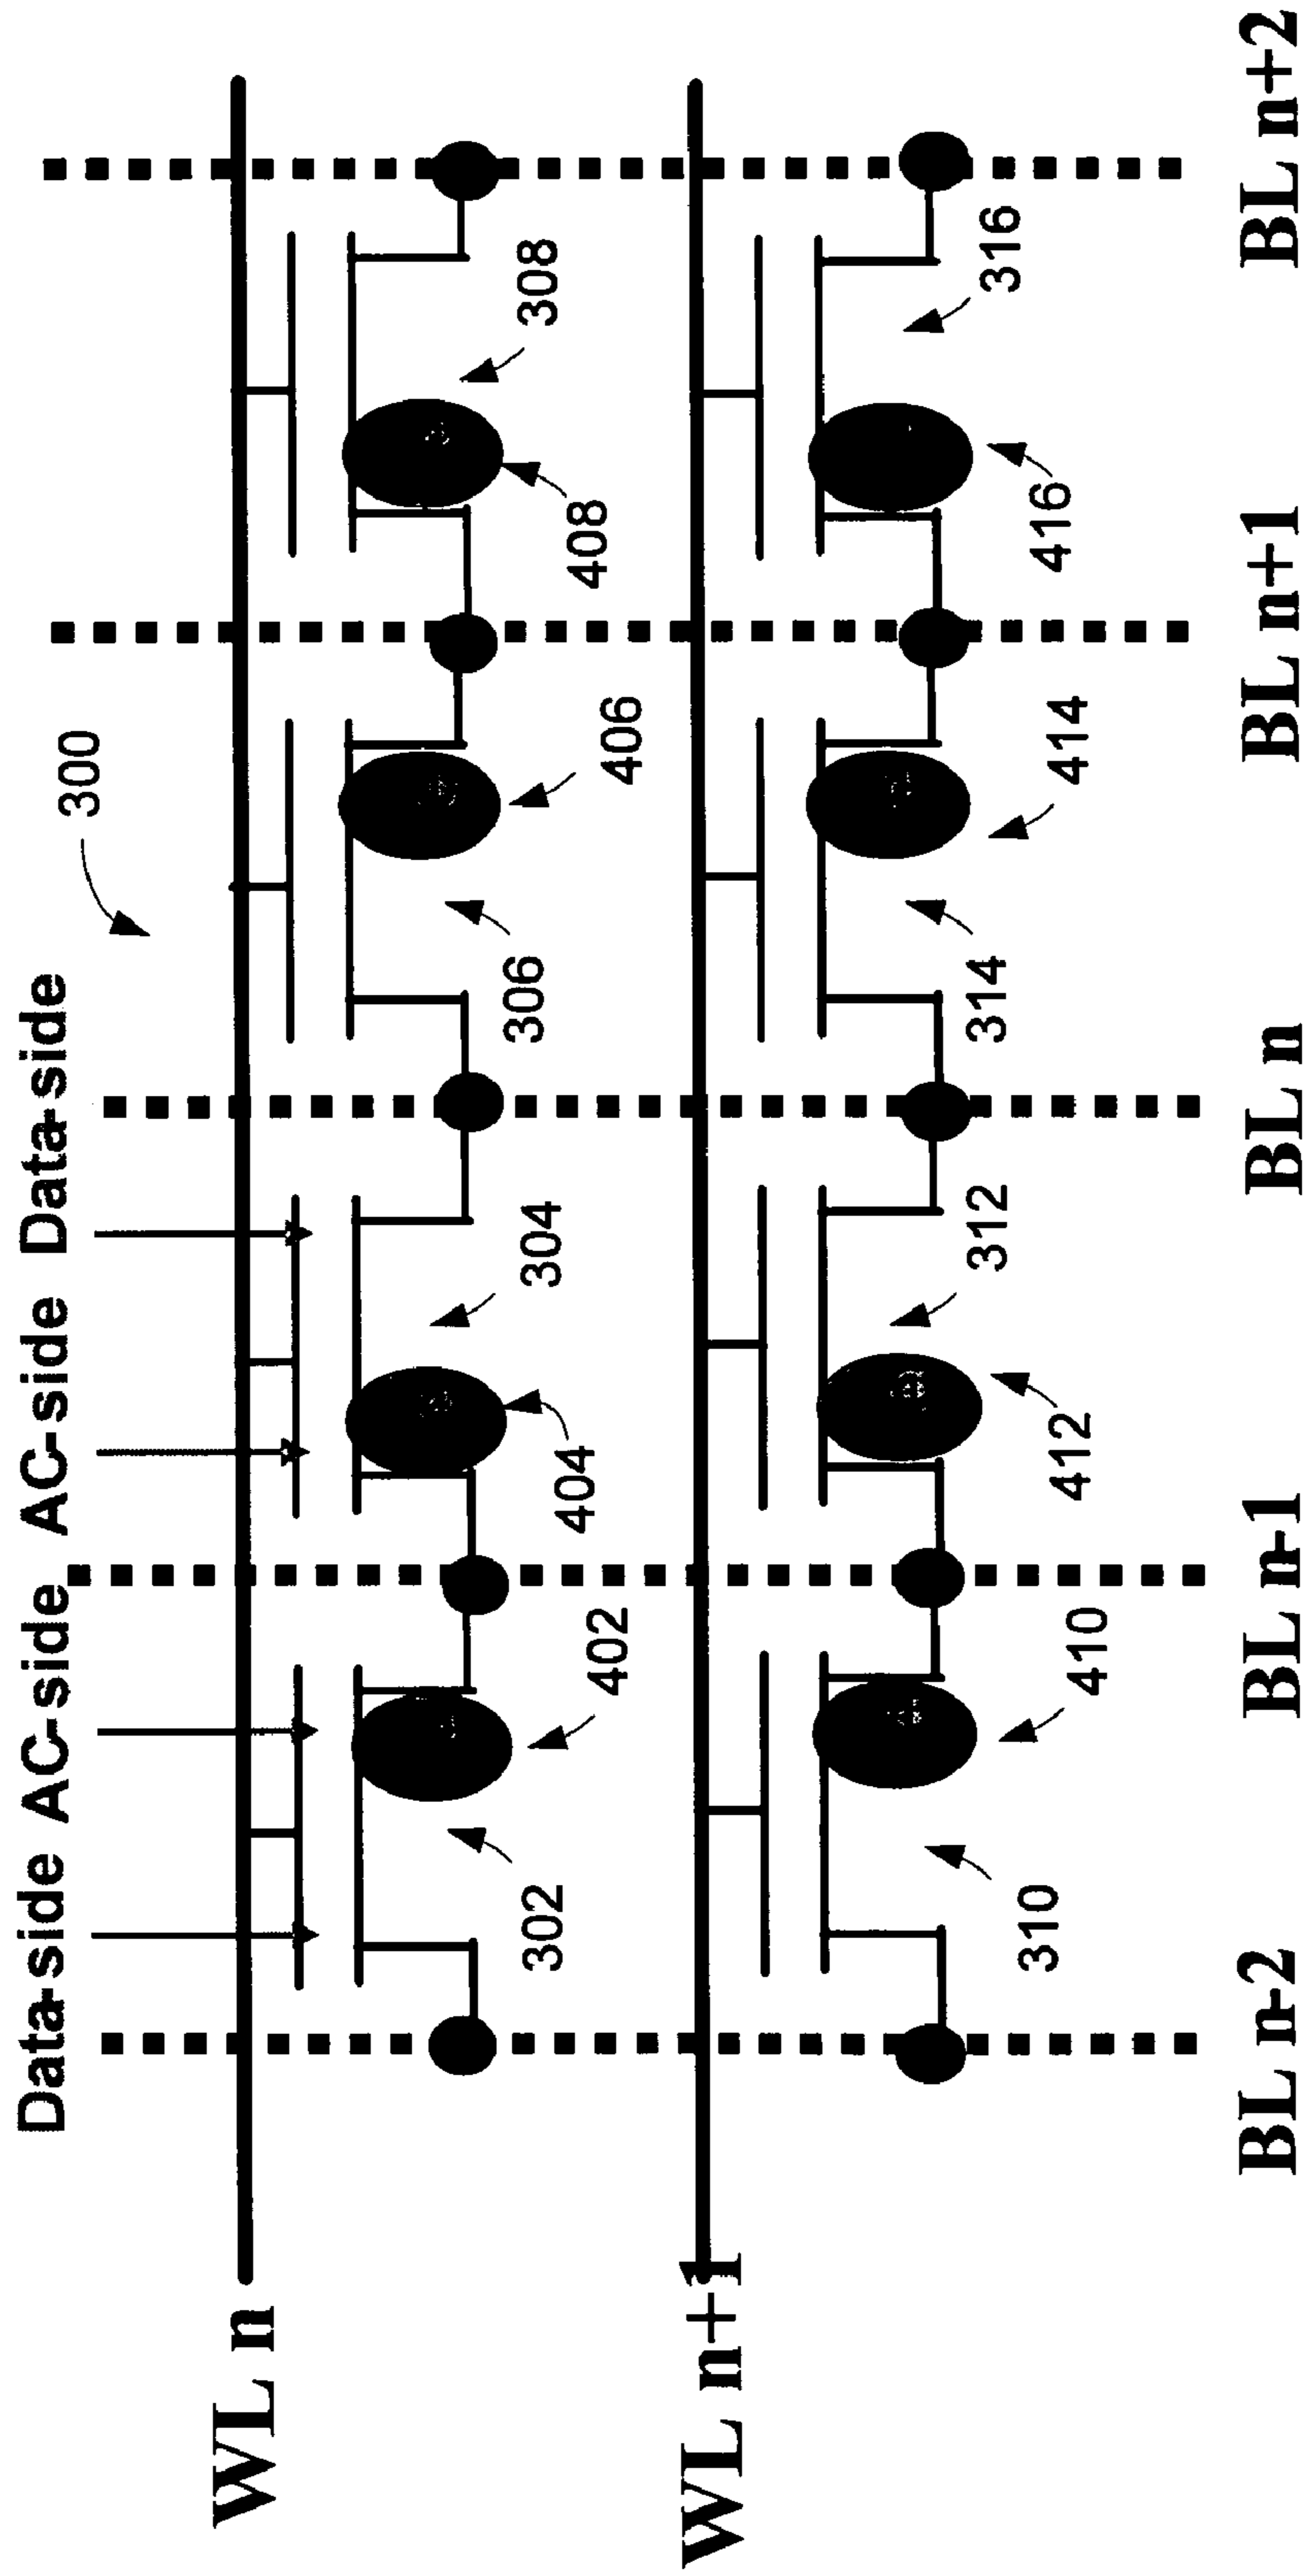 300
Data-side AC-side AC-side Data-side
WL n
302
402
404
304
306
406
408
308
WL n+1
310
410
412
312
314
414
416
316
BL n-2
BL n-1
BL n
BL n+1
BL n+2